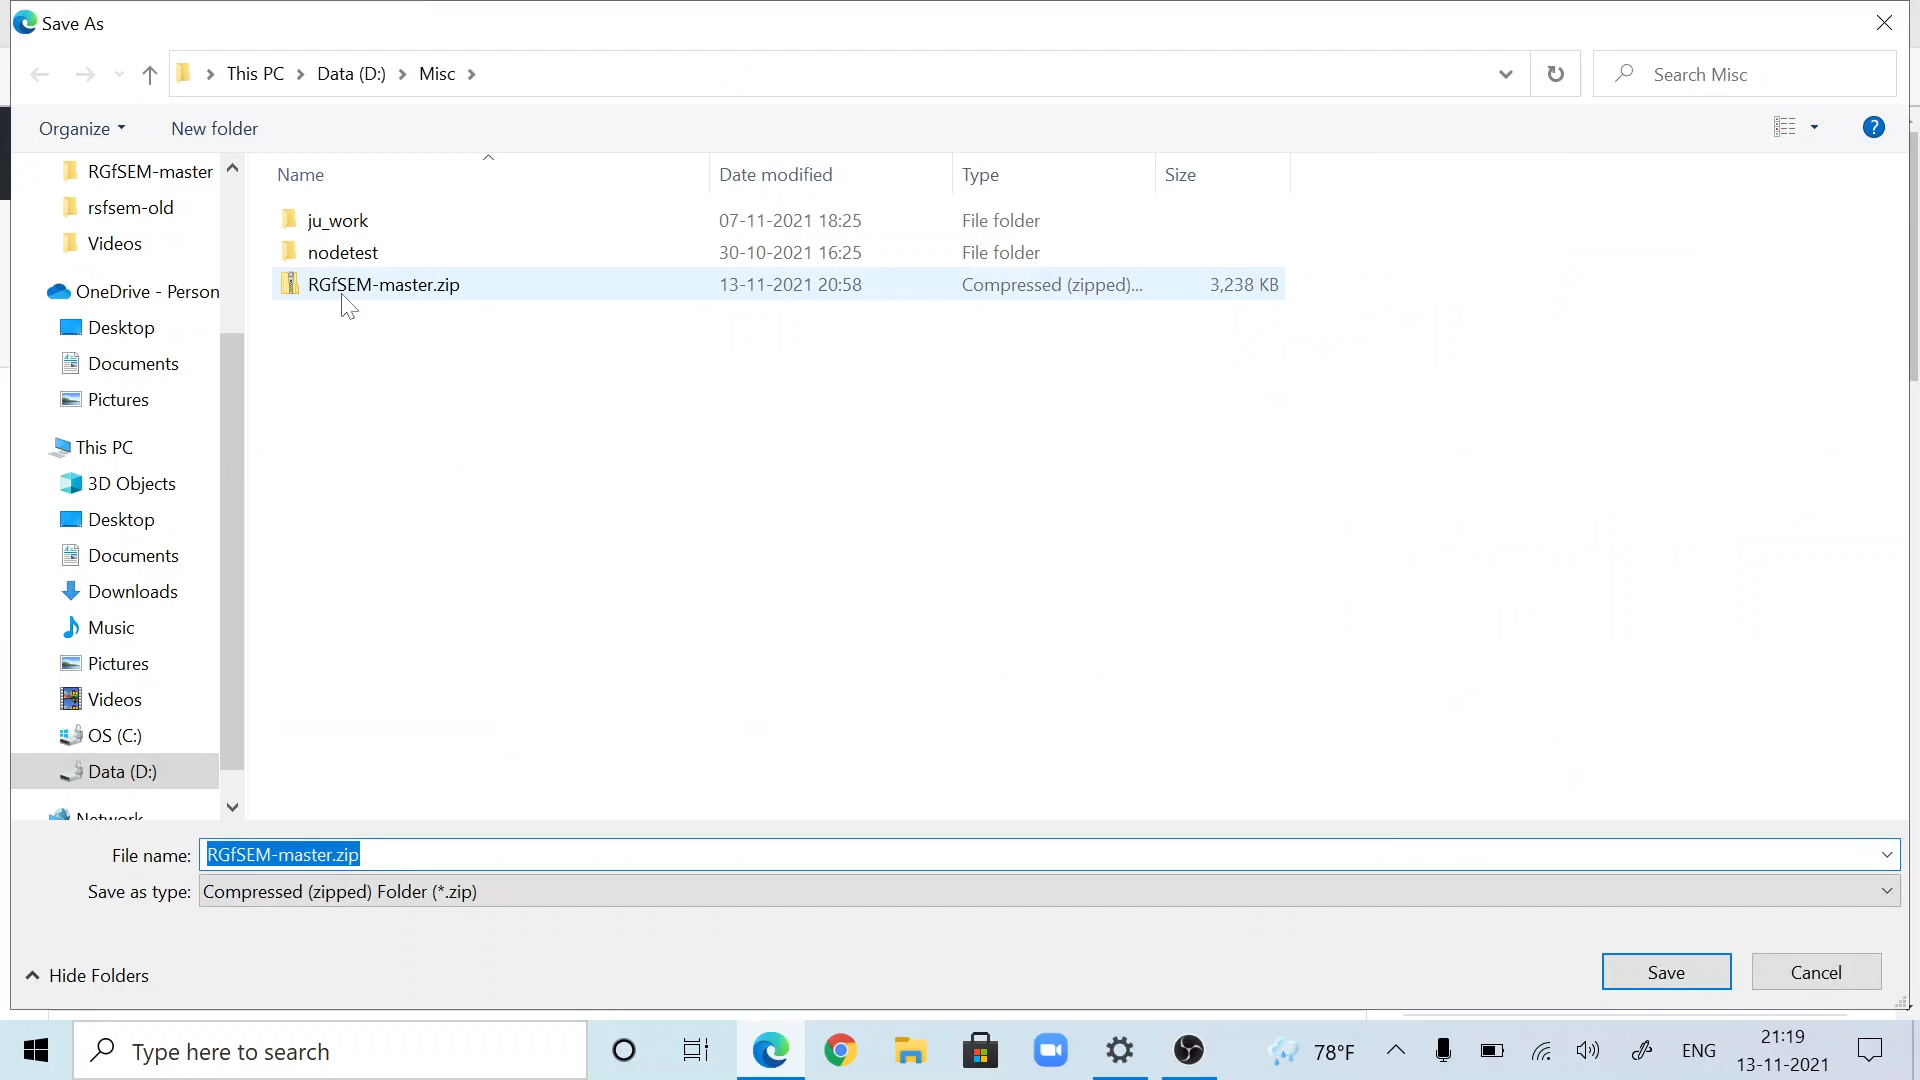 Save As
This PC > Data (D:) > Misc >
Search Misc
Organize
New folder
RGfSEM-master
rsfsem-old
Videos
OneDrive - Person
Desktop
Documents
Pictures
This PC
3D Objects
Desktop
Documents
Downloads
Music
Pictures
Videos
OS (C:)
Data (D:)
Network
Name Date modified Type Size
ju_work 07-11-2021 18:25 File folder
nodetest 30-10-2021 16:25 File folder
RGfSEM-master.zip 13-11-2021 20:58 Compressed (zipped)... 3,238 KB
File name: RGfSEM-master.zip
Save as type: Compressed (zipped) Folder (*.zip)
Hide Folders
Save
Cancel
Type here to search
78°F
ENG
21:19
13-11-2021